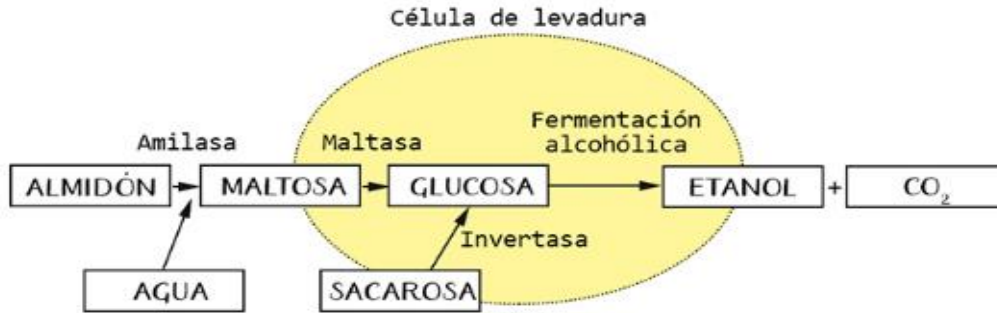 Célula de levadura
Amilasa
Maltasa
Fermentación
alcohólica
ALMIDÓN
MALTOSA
GLUCOSA
ETANOL
+
CO₂
Invertasa
AGUA
SACAROSA